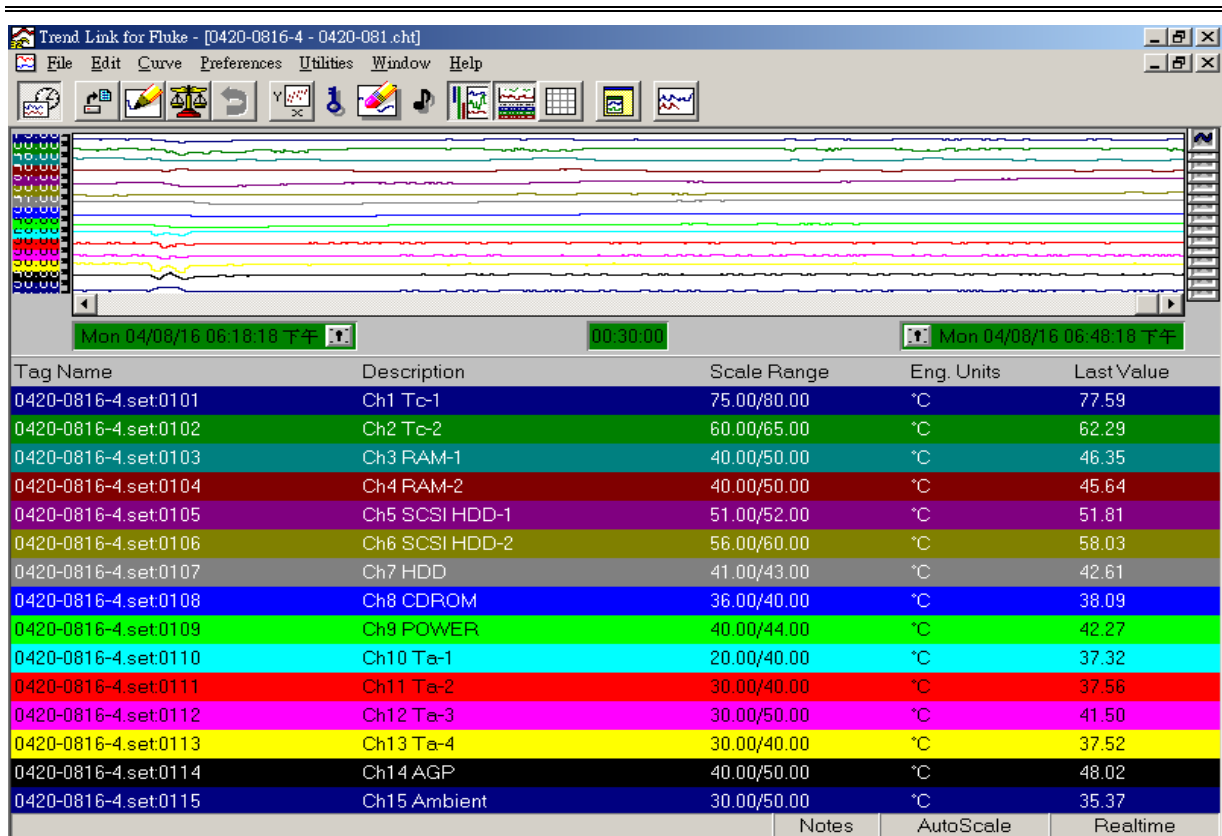 Trend Link for Fluke - [0420-0816-4 - 0420-081.cht]
File Edit Curve Preferences Utilities Window Help
Mon 04/08/16 06:18:18 下午 00:30:00 Mon 04/08/16 06:48:18 下午
Tag Name Description Scale Range Eng. Units Last Value
0420-0816-4.set:0101 Ch1 Tc-1 75.00/80.00 °C 77.59
0420-0816-4.set:0102 Ch2 Tc-2 60.00/65.00 °C 62.29
0420-0816-4.set:0103 Ch3 RAM-1 40.00/50.00 °C 46.35
0420-0816-4.set:0104 Ch4 RAM-2 40.00/50.00 °C 45.64
0420-0816-4.set:0105 Ch5 SCSI HDD-1 51.00/52.00 °C 51.81
0420-0816-4.set:0106 Ch6 SCSI HDD-2 56.00/60.00 °C 58.03
0420-0816-4.set:0107 Ch7 HDD 41.00/43.00 °C 42.61
0420-0816-4.set:0108 Ch8 CDROM 36.00/40.00 °C 38.09
0420-0816-4.set:0109 Ch9 POWER 40.00/44.00 °C 42.27
0420-0816-4.set:0110 Ch10 Ta-1 20.00/40.00 °C 37.32
0420-0816-4.set:0111 Ch11 Ta-2 30.00/40.00 °C 37.56
0420-0816-4.set:0112 Ch12 Ta-3 30.00/50.00 °C 41.50
0420-0816-4.set:0113 Ch13 Ta-4 30.00/40.00 °C 37.52
0420-0816-4.set:0114 Ch14 AGP 40.00/50.00 °C 48.02
0420-0816-4.set:0115 Ch15 Ambient 30.00/50.00 °C 35.37
Notes AutoScale Realtime